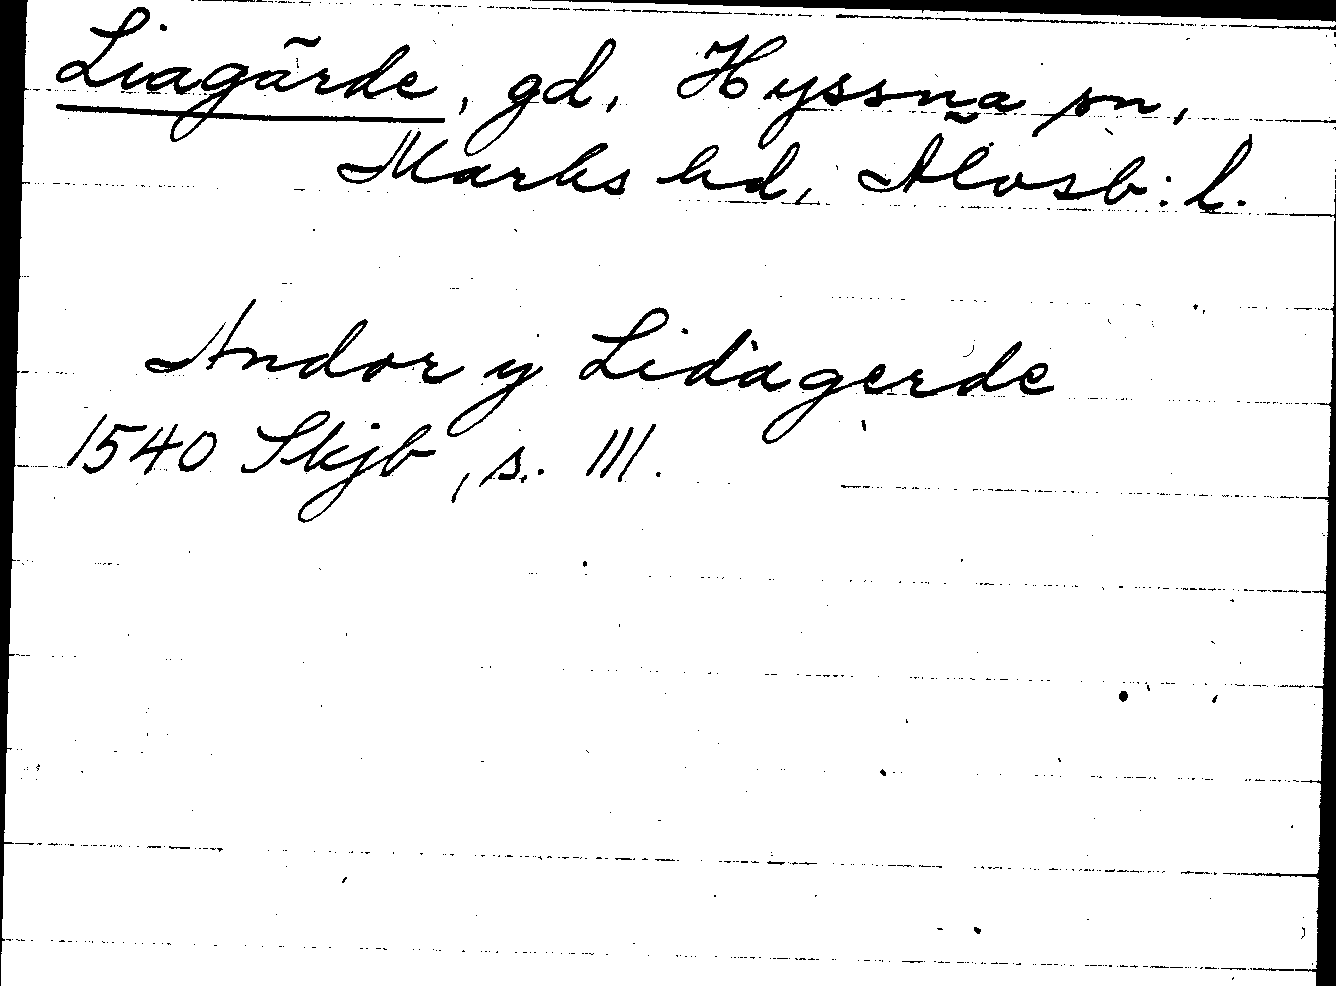 Liagärde, gd, Hyssna sn,
Marks hd, Älvsb: l.
Andor y Lidagerde
1540 Skjb, s. 111.